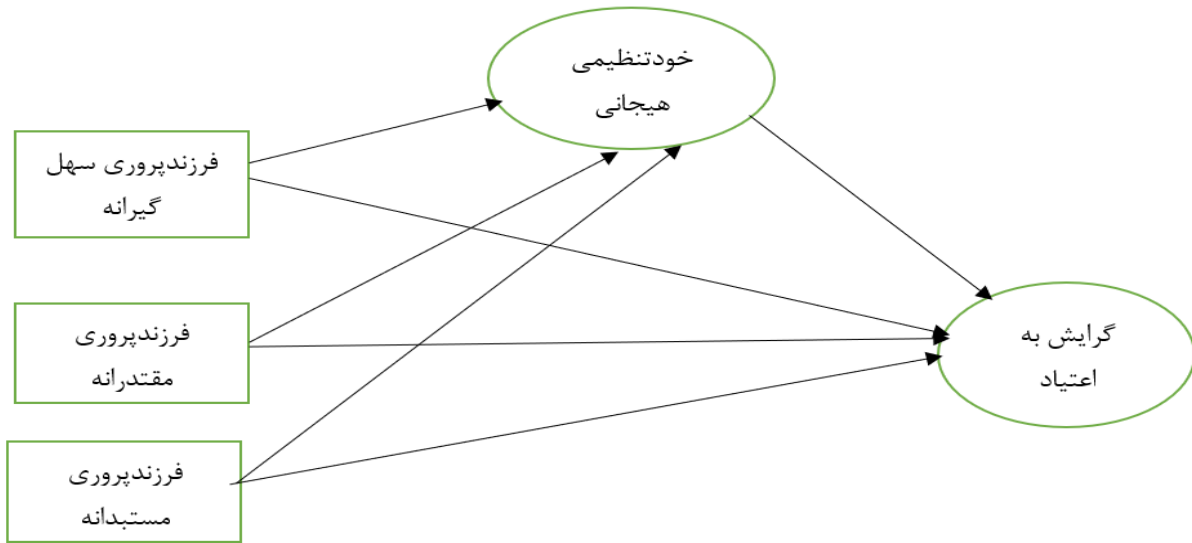 خودتنظیمی
هیجانی
فرزندپروری سهل
گیرانه
فرزندپروری
مقتدرانه
فرزندپروری
مستبدانه
گرایش به
اعتیاد